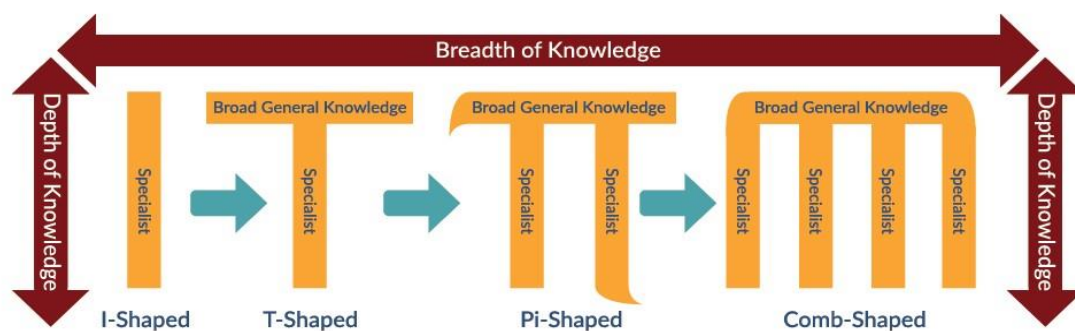 Breadth of Knowledge
Depth of Knowledge
Specialist
Broad General Knowledge
Specialist
Broad General Knowledge
Specialist
Specialist
Broad General Knowledge
Specialist
Specialist
Specialist
Specialist
Depth of Knowledge
I-Shaped
T-Shaped
Pi-Shaped
Comb-Shaped